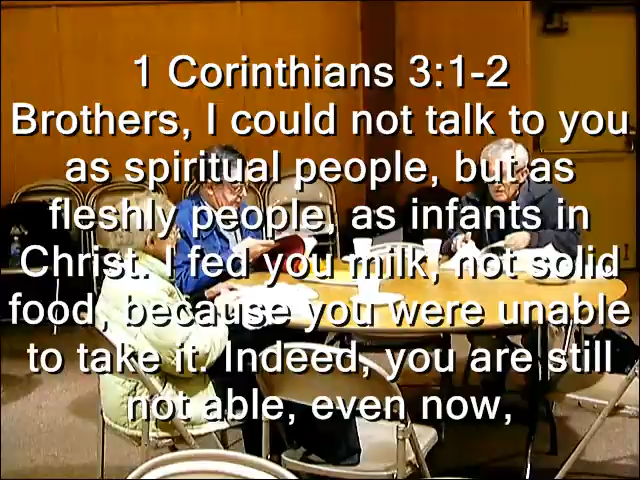 1 Corinthians 3:1-2
Brothers, I could not talk to you
as spiritual people, but as
fleshly people, as infants in
Christ. I fed you milk, not solid
food, because you were unable
to take it. Indeed, you are still
not able, even now,